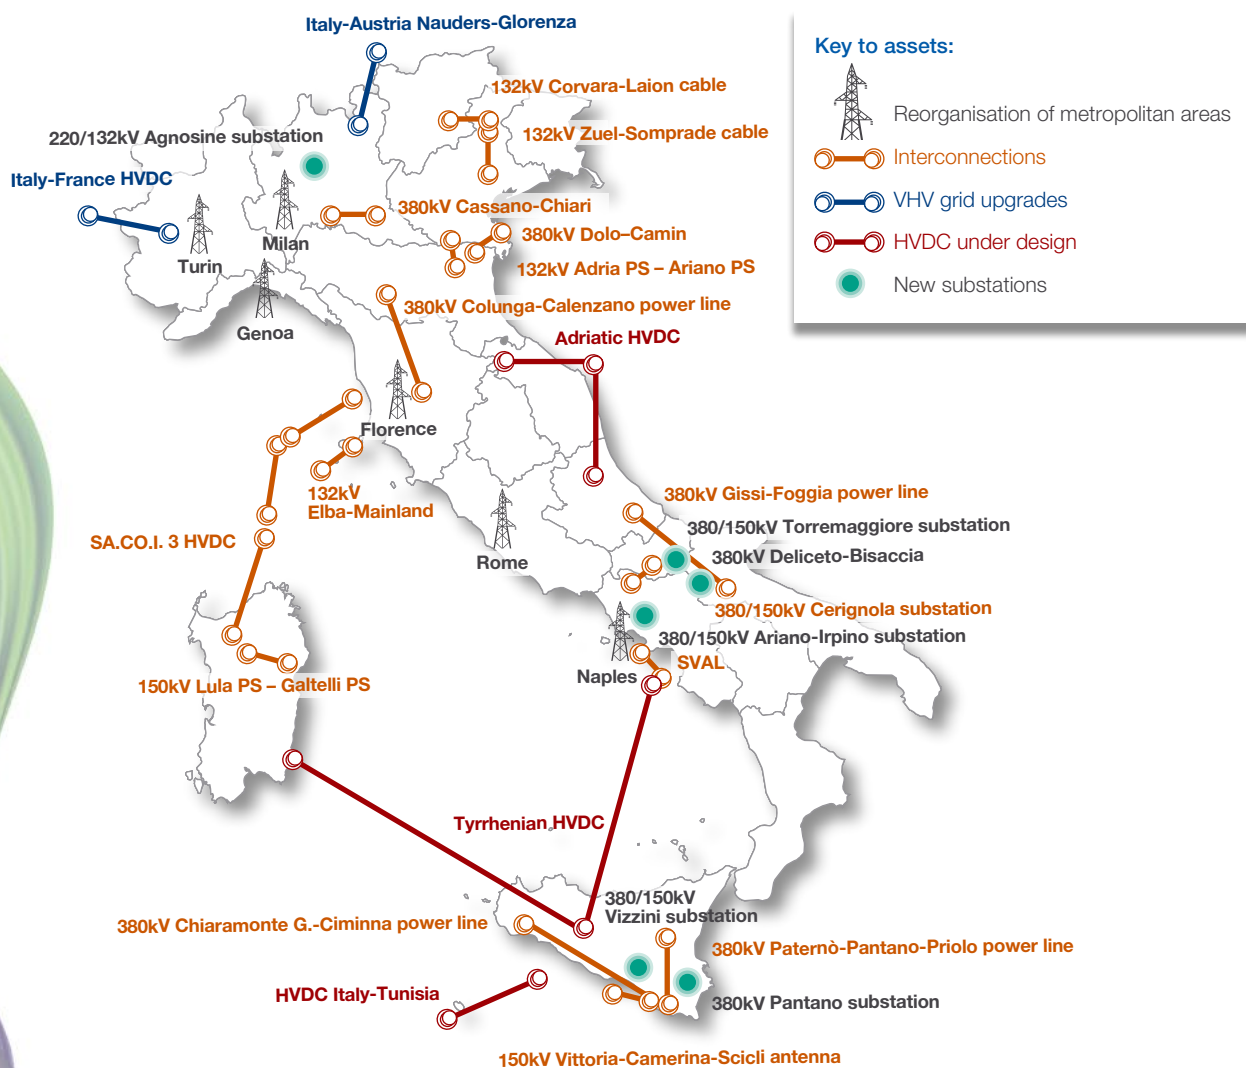 Italy-Austria Nauders-Glorenza
Key to assets:
Reorganisation of metropolitan areas
Interconnections
VHV grid upgrades
HVDC under design
New substations
132kV Corvara-Laion cable
220/132kV Agnosine substation
132kV Zuel-Somprade cable
Italy-France HVDC
380kV Cassano-Chiari
Milan
380kV Dolo–Camin
Turin
132kV Adria PS – Ariano PS
380kV Colunga-Calenzano power line
Genoa
Adriatic HVDC
Florence
132kV
Elba-Mainland
380kV Gissi-Foggia power line
380/150kV Torremaggiore substation
SA.CO.I. 3 HVDC
380kV Deliceto-Bisaccia
Rome
380/150kV Cerignola substation
380/150kV Ariano-Irpino substation
SVAL
Naples
150kV Lula PS – Galtelli PS
Tyrrhenian HVDC
380/150kV
Vizzini substation
380kV Chiaramonte G.-Ciminna power line
380kV Paternò-Pantano-Priolo power line
HVDC Italy-Tunisia
380kV Pantano substation
150kV Vittoria-Camerina-Scicli antenna